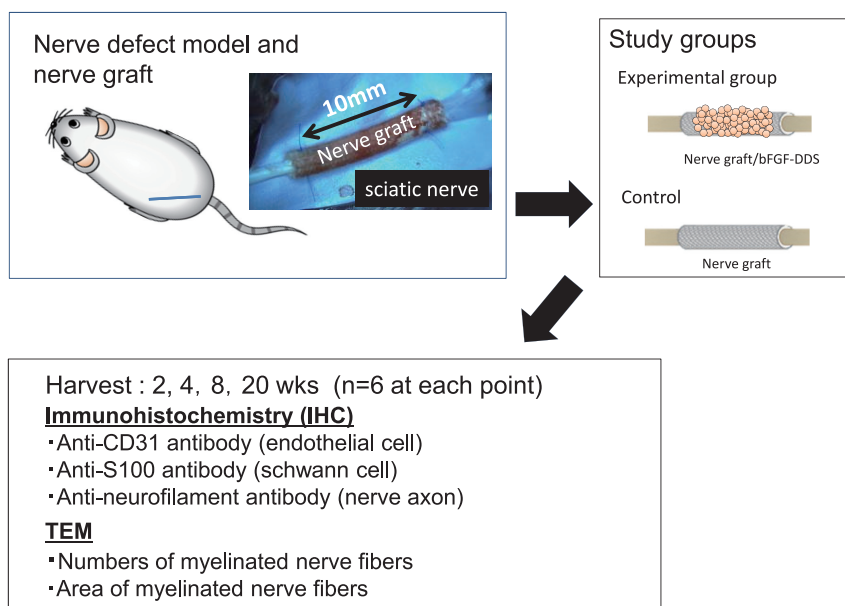 Nerve defect model and
nerve graft
10mm
Nerve graft
sciatic nerve
Study groups
Experimental group
Nerve graft/bFGF-DDS
Control
Nerve graft
Harvest : 2, 4, 8, 20 wks (n=6 at each point)
Immunohistochemistry (IHC)
・Anti-CD31 antibody (endothelial cell)
・Anti-S100 antibody (schwann cell)
・Anti-neurofilament antibody (nerve axon)
TEM
・Numbers of myelinated nerve fibers
・Area of myelinated nerve fibers